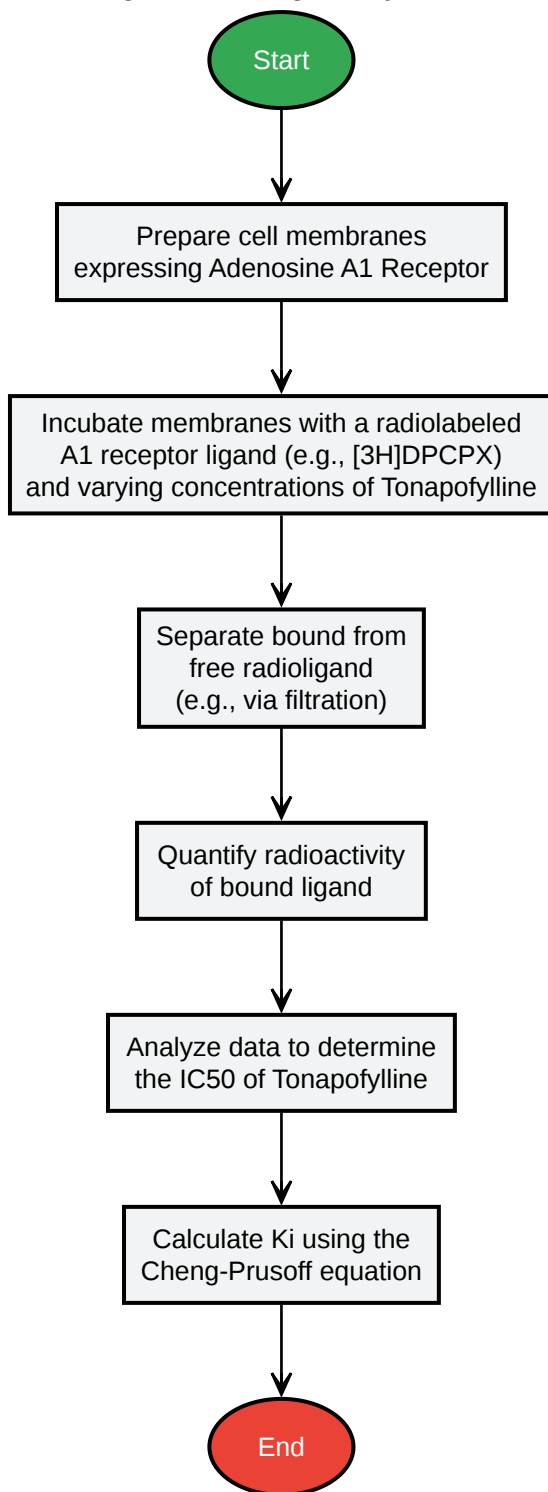 Start
Prepare cell membranes
expressing Adenosine A1 Receptor
Incubate membranes with a radiolabeled
A1 receptor ligand (e.g., [3H]DPCPX)
and varying concentrations of Tonapofylline
Separate bound from
free radioligand
(e.g., via filtration)
Quantify radioactivity
of bound ligand
Analyze data to determine
the IC50 of Tonapofylline
Calculate Ki using the
Cheng-Prusoff equation
End